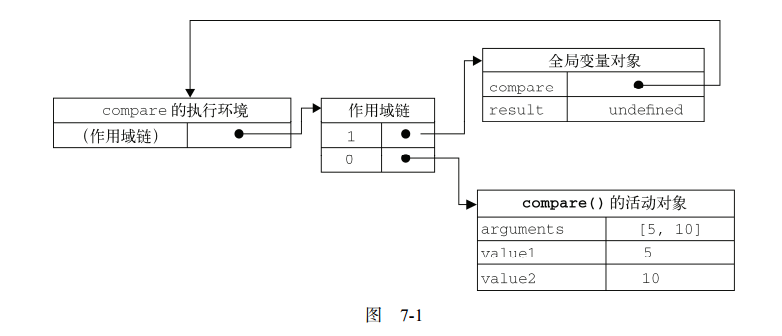 全局变量对象
compare
result undefined
compare 的执行环境
(作用域链)
作用域链
1
0
compare() 的活动对象
arguments [5, 10]
value1 5
value2 10
图 7-1